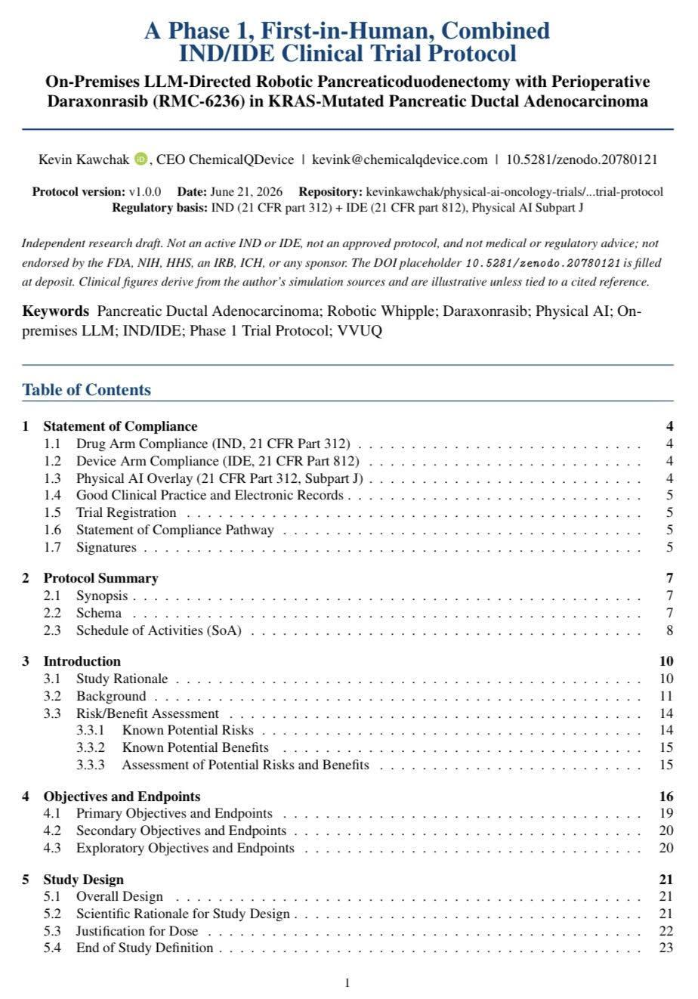 A Phase 1, First-in-Human, Combined
IND/IDE Clinical Trial Protocol
On-Premises LLM-Directed Robotic Pancreaticoduodenectomy with Perioperative
Daraxonrasib (RMC-6236) in KRAS-Mutated Pancreatic Ductal Adenocarcinoma
Kevin Kawchak iD , CEO ChemicalQDevice | kevink@chemicalqdevice.com | 10.5281/zenodo.20780121
Protocol version: v1.0.0 Date: June 21, 2026 Repository: kevinkawchak/physical-ai-oncology-trials/...trial-protocol
Regulatory basis: IND (21 CFR part 312) + IDE (21 CFR part 812), Physical AI Subpart J
Independent research draft. Not an active IND or IDE, not an approved protocol, and not medical or regulatory advice; not
endorsed by the FDA, NIH, HHS, an IRB, ICH, or any sponsor. The DOI placeholder 10.5281/zenodo.20780121 is filled
at deposit. Clinical figures derive from the author's simulation sources and are illustrative unless tied to a cited reference.
Keywords Pancreatic Ductal Adenocarcinoma; Robotic Whipple; Daraxonrasib; Physical AI; On-
premises LLM; IND/IDE; Phase 1 Trial Protocol; VVUQ
Table of Contents
1 Statement of Compliance 4
1.1 Drug Arm Compliance (IND, 21 CFR Part 312) . . . . . . . . . . . . . . . . . . . . . . . . . . . 4
1.2 Device Arm Compliance (IDE, 21 CFR Part 812) . . . . . . . . . . . . . . . . . . . . . . . . . . 4
1.3 Physical AI Overlay (21 CFR Part 312, Subpart J) . . . . . . . . . . . . . . . . . . . . . . . . . . 4
1.4 Good Clinical Practice and Electronic Records . . . . . . . . . . . . . . . . . . . . . . . . . . . . 5
1.5 Trial Registration . . . . . . . . . . . . . . . . . . . . . . . . . . . . . . . . . . . . . . . . . . . 5
1.6 Statement of Compliance Pathway . . . . . . . . . . . . . . . . . . . . . . . . . . . . . . . . . . 5
1.7 Signatures . . . . . . . . . . . . . . . . . . . . . . . . . . . . . . . . . . . . . . . . . . . . . . . 5
2 Protocol Summary 7
2.1 Synopsis . . . . . . . . . . . . . . . . . . . . . . . . . . . . . . . . . . . . . . . . . . . . . . . . 7
2.2 Schema . . . . . . . . . . . . . . . . . . . . . . . . . . . . . . . . . . . . . . . . . . . . . . . . 7
2.3 Schedule of Activities (SoA) . . . . . . . . . . . . . . . . . . . . . . . . . . . . . . . . . . . . . 8
3 Introduction 10
3.1 Study Rationale . . . . . . . . . . . . . . . . . . . . . . . . . . . . . . . . . . . . . . . . . . . . 10
3.2 Background . . . . . . . . . . . . . . . . . . . . . . . . . . . . . . . . . . . . . . . . . . . . . . 11
3.3 Risk/Benefit Assessment . . . . . . . . . . . . . . . . . . . . . . . . . . . . . . . . . . . . . . . 14
3.3.1 Known Potential Risks . . . . . . . . . . . . . . . . . . . . . . . . . . . . . . . . . . . . 14
3.3.2 Known Potential Benefits . . . . . . . . . . . . . . . . . . . . . . . . . . . . . . . . . . 15
3.3.3 Assessment of Potential Risks and Benefits . . . . . . . . . . . . . . . . . . . . . . . . . 15
4 Objectives and Endpoints 16
4.1 Primary Objectives and Endpoints . . . . . . . . . . . . . . . . . . . . . . . . . . . . . . . . . . 19
4.2 Secondary Objectives and Endpoints . . . . . . . . . . . . . . . . . . . . . . . . . . . . . . . . . 20
4.3 Exploratory Objectives and Endpoints . . . . . . . . . . . . . . . . . . . . . . . . . . . . . . . . 20
5 Study Design 21
5.1 Overall Design . . . . . . . . . . . . . . . . . . . . . . . . . . . . . . . . . . . . . . . . . . . . 21
5.2 Scientific Rationale for Study Design . . . . . . . . . . . . . . . . . . . . . . . . . . . . . . . . . 21
5.3 Justification for Dose . . . . . . . . . . . . . . . . . . . . . . . . . . . . . . . . . . . . . . . . . 22
5.4 End of Study Definition . . . . . . . . . . . . . . . . . . . . . . . . . . . . . . . . . . . . . . . . 23
1